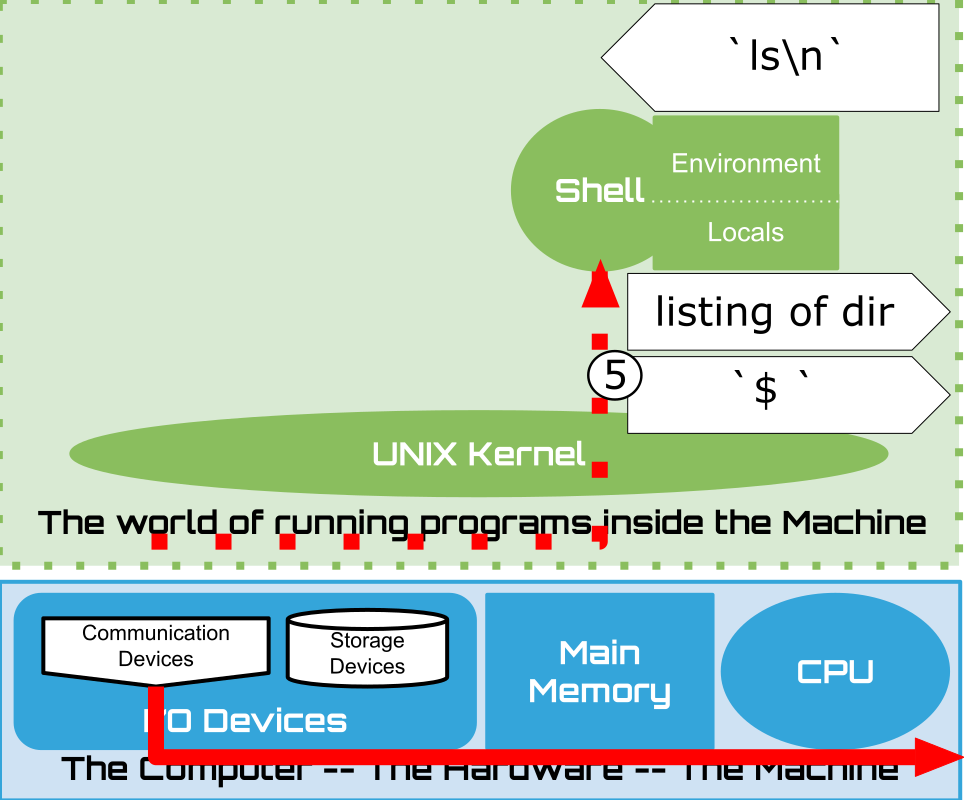 `ls\n`
Environment
Shell
Locals
listing of dir
5
`$ `
UNIX Kernel
The world of running programs inside the Machine
Communication
Devices
Storage
Devices
I/O Devices
Main
Memory
CPU
The Computer -- The Hardware -- The Machine